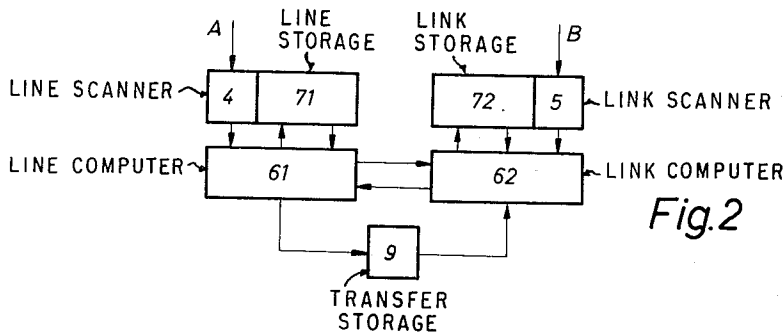 A
LINE
STORAGE
LINK
STORAGE
B
LINE SCANNER
4
71
72
5
LINK SCANNER
LINE COMPUTER
61
62
LINK COMPUTER
Fig.2
9
TRANSFER
STORAGE